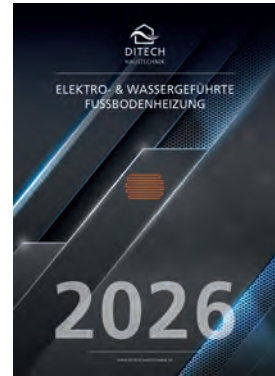 DITECH
HAUSTECHNIK
ELEKTRO- & WASSERGEFÜHRTE
FUSSBODENHEIZUNG
2026